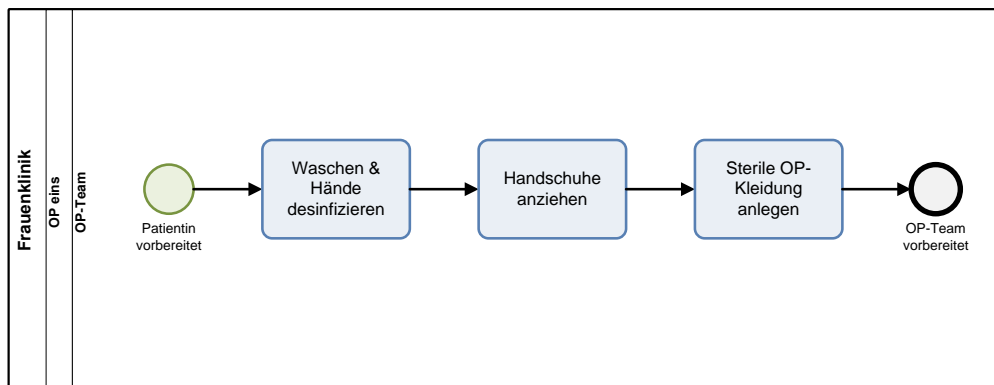 Frauenklinik
OP eins
OP-Team
Patientin
vorbereitet
Waschen &
Hände
desinfizieren
Handschuhe
anziehen
Sterile OP-
Kleidung
anlegen
OP-Team
vorbereitet